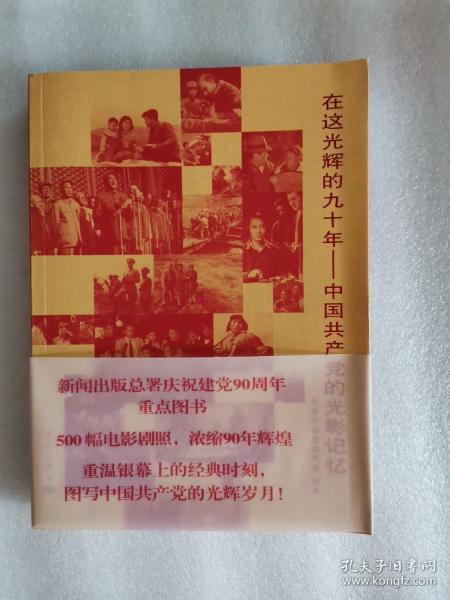 在这光辉的九十年——中国共产党的光影记忆
新闻出版总署庆祝建党90周年
重点图书
500幅电影剧照，浓缩90年辉煌
重温银幕上的经典时刻，
图写中国共产党的光辉岁月！
孔夫子旧书网
www.kongfz.com